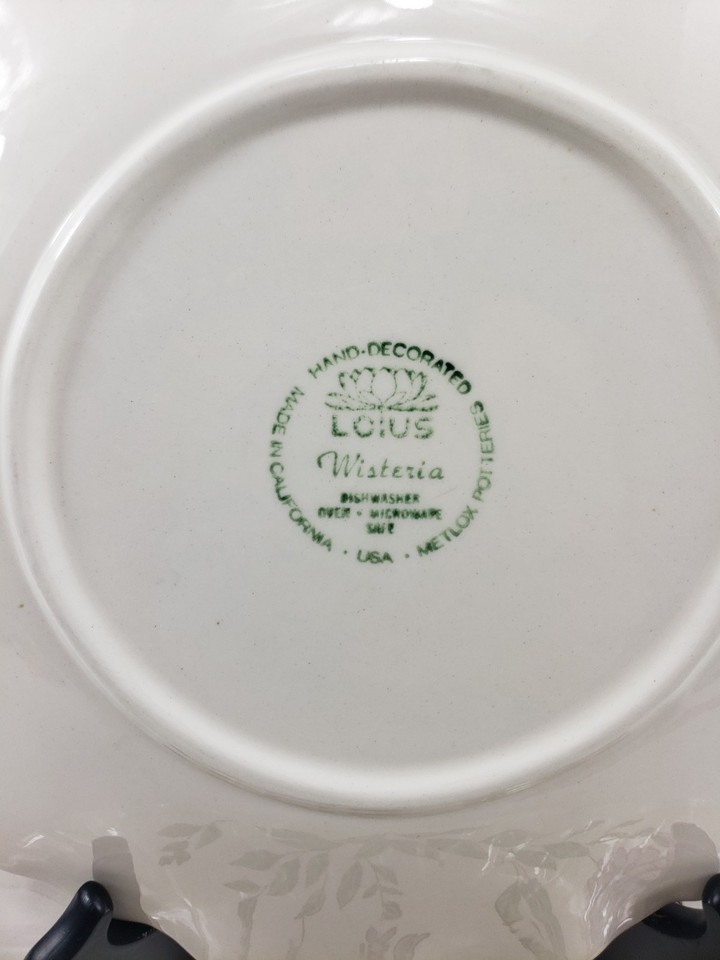 MADE IN CALIFORNIA · USA · METLOX POTTERIES
HAND-DECORATED
LOTUS
Wisteria
DISHWASHER
OVEN · MICROWAVE
SAFE